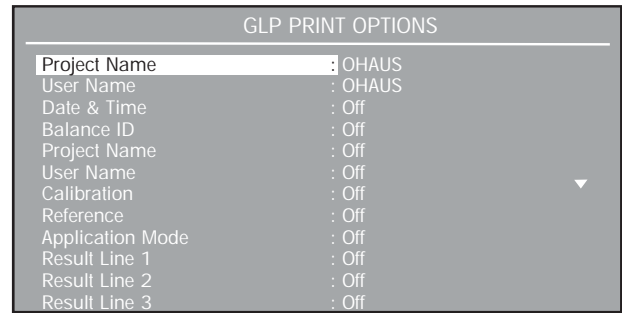 GLP PRINT OPTIONS
Project Name : OHAUS
User Name : OHAUS
Date & Time : Off
Balance ID : Off
Project Name : Off
User Name : Off
Calibration : Off
Reference : Off
Application Mode : Off
Result Line 1 : Off
Result Line 2 : Off
Result Line 3 : Off